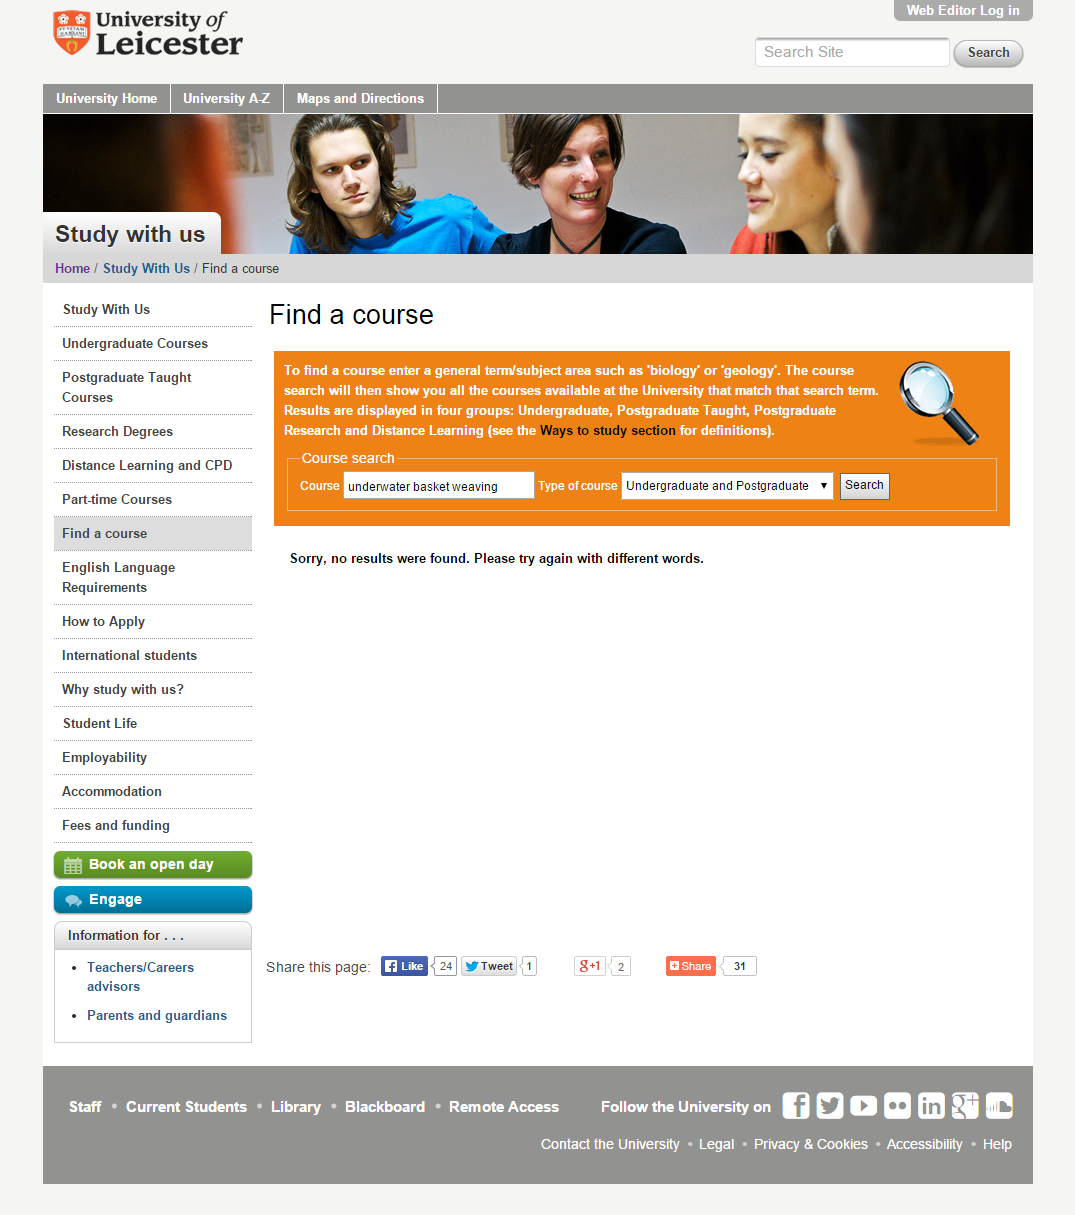 Web Editor Log in
University of
Leicester
Search Site
Search
University Home
University A-Z
Maps and Directions
Study with us
Home / Study With Us / Find a course
Study With Us
Undergraduate Courses
Postgraduate Taught
Courses
Research Degrees
Distance Learning and CPD
Part-time Courses
Find a course
English Language
Requirements
How to Apply
International students
Why study with us?
Student Life
Employability
Accommodation
Fees and funding
Book an open day
Engage
Information for . . .
• Teachers/Careers
advisors
• Parents and guardians
Find a course
To find a course enter a general term/subject area such as 'biology' or 'geology'. The course
search will then show you all the courses available at the University that match that search term.
Results are displayed in four groups: Undergraduate, Postgraduate Taught, Postgraduate
Research and Distance Learning (see the Ways to study section for definitions).
Course search
Course underwater basket weaving Type of course Undergraduate and Postgraduate ▼ Search
Sorry, no results were found. Please try again with different words.
Share this page: Like 24 Tweet 1 g+1 2 Share 31
Staff • Current Students • Library • Blackboard • Remote Access
Follow the University on
Contact the University • Legal • Privacy & Cookies • Accessibility • Help